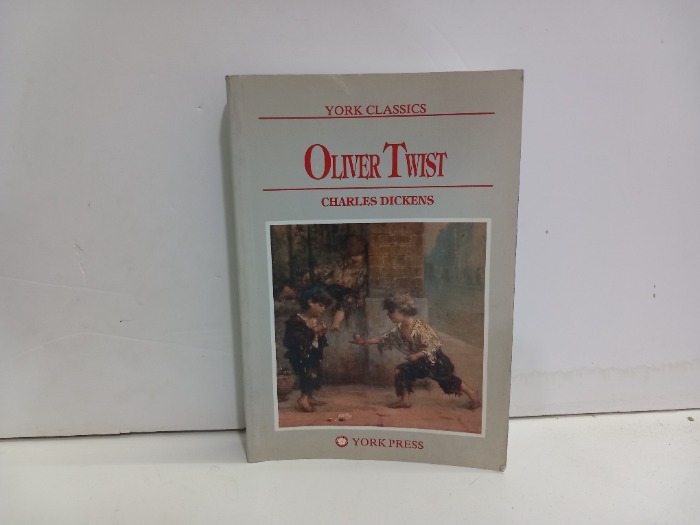 YORK CLASSICS
OLIVER TWIST
CHARLES DICKENS
YORK PRESS